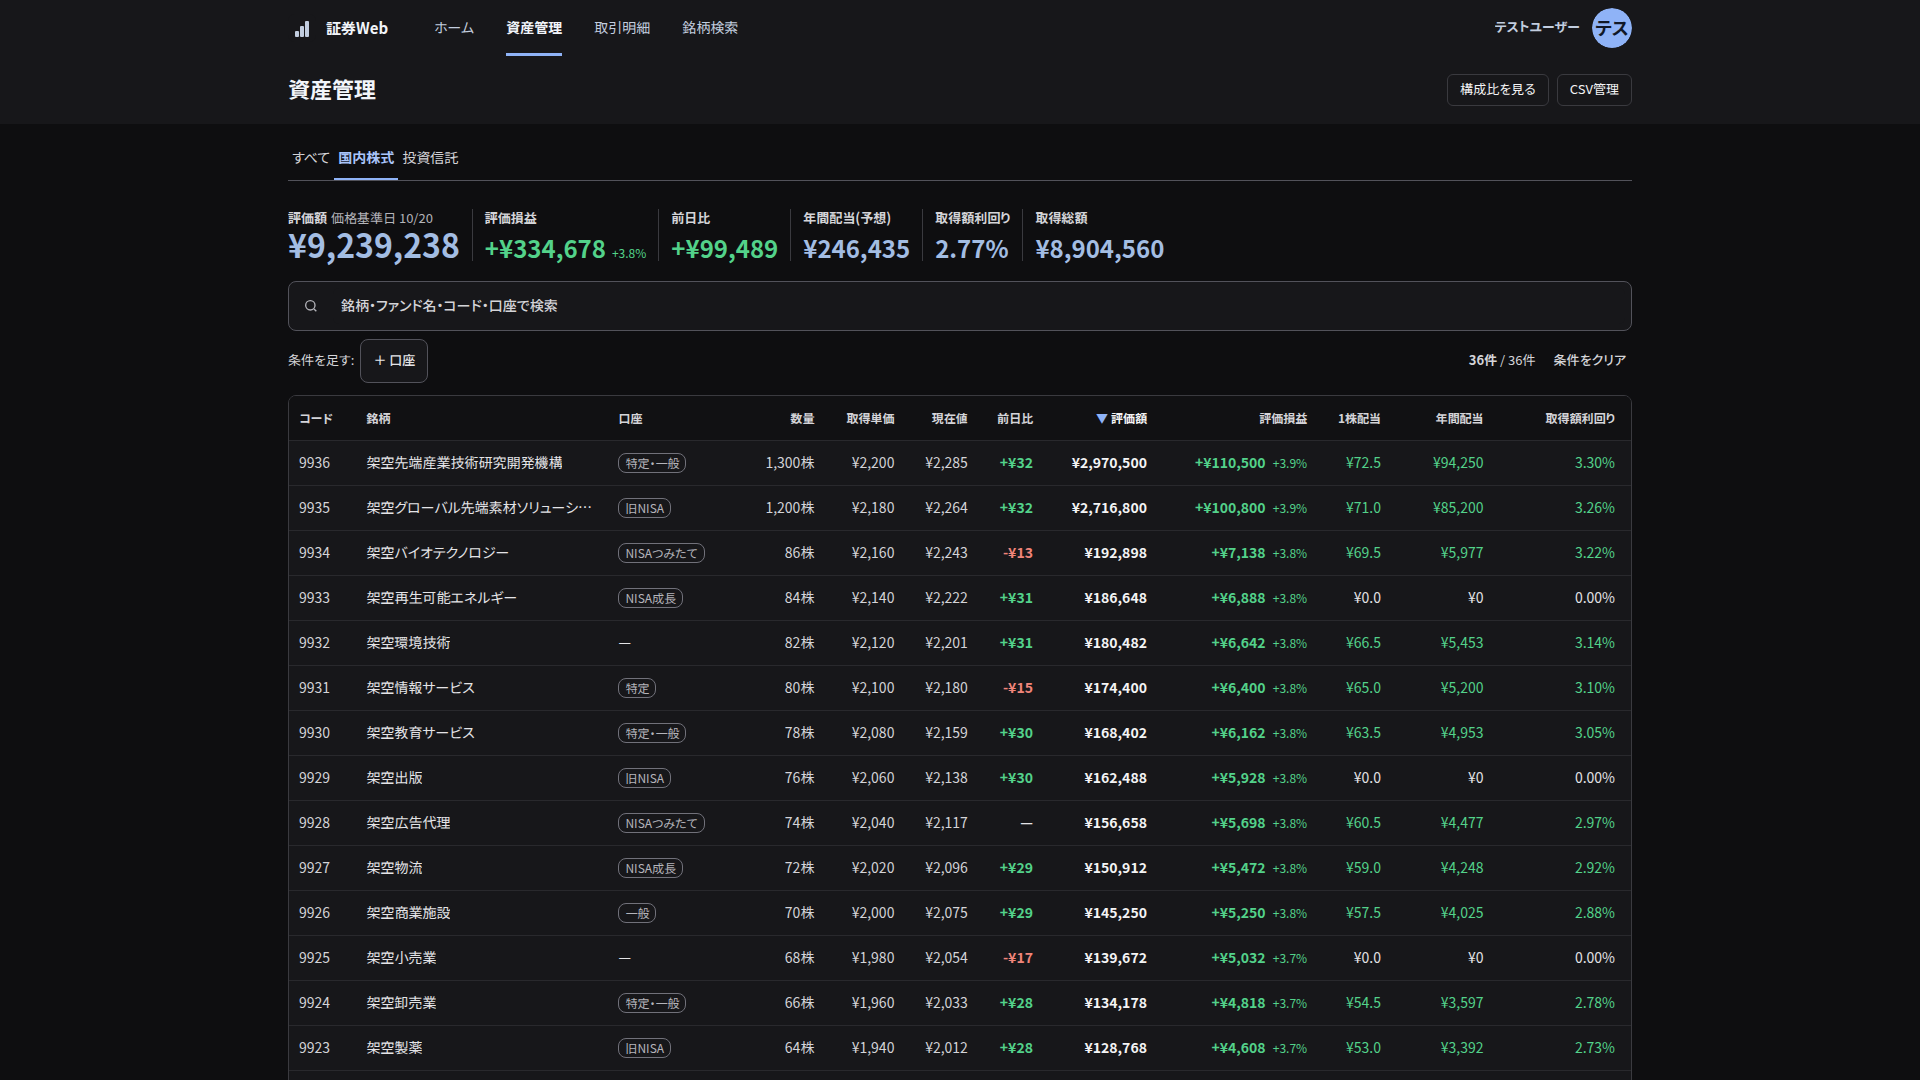 証券Web ホーム 資産管理 取引明細 銘柄検索 テストユーザー テス
資産管理 構成比を見る CSV管理
すべて 国内株式 投資信託
評価額 価格基準日 10/20 評価損益 前日比 年間配当(予想) 取得額利回り 取得総額
¥9,239,238 +¥334,678 +3.8% +¥99,489 ¥246,435 2.77% ¥8,904,560
銘柄・ファンド名・コード・口座で検索
条件を足す: ＋ 口座 36件 / 36件 条件をクリア
コード 銘柄 口座 数量 取得単価 現在値 前日比 ▼ 評価額 評価損益 1株配当 年間配当 取得額利回り
9936 架空先端産業技術研究開発機構 特定・一般 1,300株 ¥2,200 ¥2,285 +¥32 ¥2,970,500 +¥110,500 +3.9% ¥72.5 ¥94,250 3.30%
9935 架空グローバル先端素材ソリューシ… 旧NISA 1,200株 ¥2,180 ¥2,264 +¥32 ¥2,716,800 +¥100,800 +3.9% ¥71.0 ¥85,200 3.26%
9934 架空バイオテクノロジー NISAつみたて 86株 ¥2,160 ¥2,243 -¥13 ¥192,898 +¥7,138 +3.8% ¥69.5 ¥5,977 3.22%
9933 架空再生可能エネルギー NISA成長 84株 ¥2,140 ¥2,222 +¥31 ¥186,648 +¥6,888 +3.8% ¥0.0 ¥0 0.00%
9932 架空環境技術 — 82株 ¥2,120 ¥2,201 +¥31 ¥180,482 +¥6,642 +3.8% ¥66.5 ¥5,453 3.14%
9931 架空情報サービス 特定 80株 ¥2,100 ¥2,180 -¥15 ¥174,400 +¥6,400 +3.8% ¥65.0 ¥5,200 3.10%
9930 架空教育サービス 特定・一般 78株 ¥2,080 ¥2,159 +¥30 ¥168,402 +¥6,162 +3.8% ¥63.5 ¥4,953 3.05%
9929 架空出版 旧NISA 76株 ¥2,060 ¥2,138 +¥30 ¥162,488 +¥5,928 +3.8% ¥0.0 ¥0 0.00%
9928 架空広告代理 NISAつみたて 74株 ¥2,040 ¥2,117 — ¥156,658 +¥5,698 +3.8% ¥60.5 ¥4,477 2.97%
9927 架空物流 NISA成長 72株 ¥2,020 ¥2,096 +¥29 ¥150,912 +¥5,472 +3.8% ¥59.0 ¥4,248 2.92%
9926 架空商業施設 一般 70株 ¥2,000 ¥2,075 +¥29 ¥145,250 +¥5,250 +3.8% ¥57.5 ¥4,025 2.88%
9925 架空小売業 — 68株 ¥1,980 ¥2,054 -¥17 ¥139,672 +¥5,032 +3.7% ¥0.0 ¥0 0.00%
9924 架空卸売業 特定・一般 66株 ¥1,960 ¥2,033 +¥28 ¥134,178 +¥4,818 +3.7% ¥54.5 ¥3,597 2.78%
9923 架空製薬 旧NISA 64株 ¥1,940 ¥2,012 +¥28 ¥128,768 +¥4,608 +3.7% ¥53.0 ¥3,392 2.73%